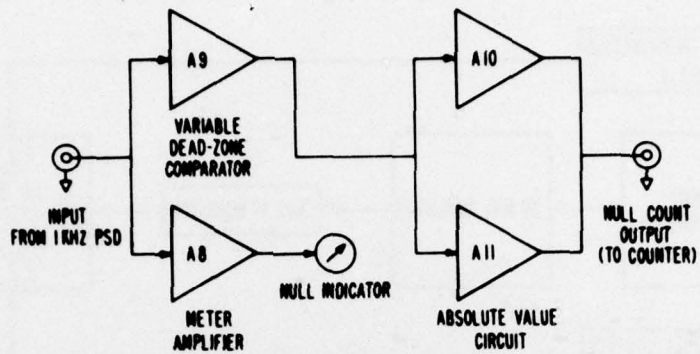 A9
A10
VARIABLE
DEAD-ZONE
COMPARATOR
INPUT
FROM 1 KHZ PSD
NULL COUNT
OUTPUT
(TO COUNTER)
A8
A11
NULL INDICATOR
METER
AMPLIFIER
ABSOLUTE VALUE
CIRCUIT